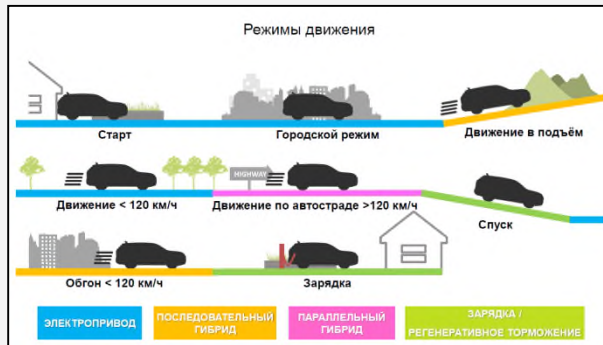 Режимы движения
Старт
Городской режим
Движение в подъём
HIGHWAY
Движение < 120 км/ч
Движение по автостраде >120 км/ч
Спуск
Обгон < 120 км/ч
Зарядка
ЭЛЕКТРОПРИВОД
ПОСЛЕДОВАТЕЛЬНЫЙ
ГИБРИД
ПАРАЛЛЕЛЬНЫЙ
ГИБРИД
ЗАРЯДКА /
РЕГЕНЕРАТИВНОЕ ТОРМОЖЕНИЕ